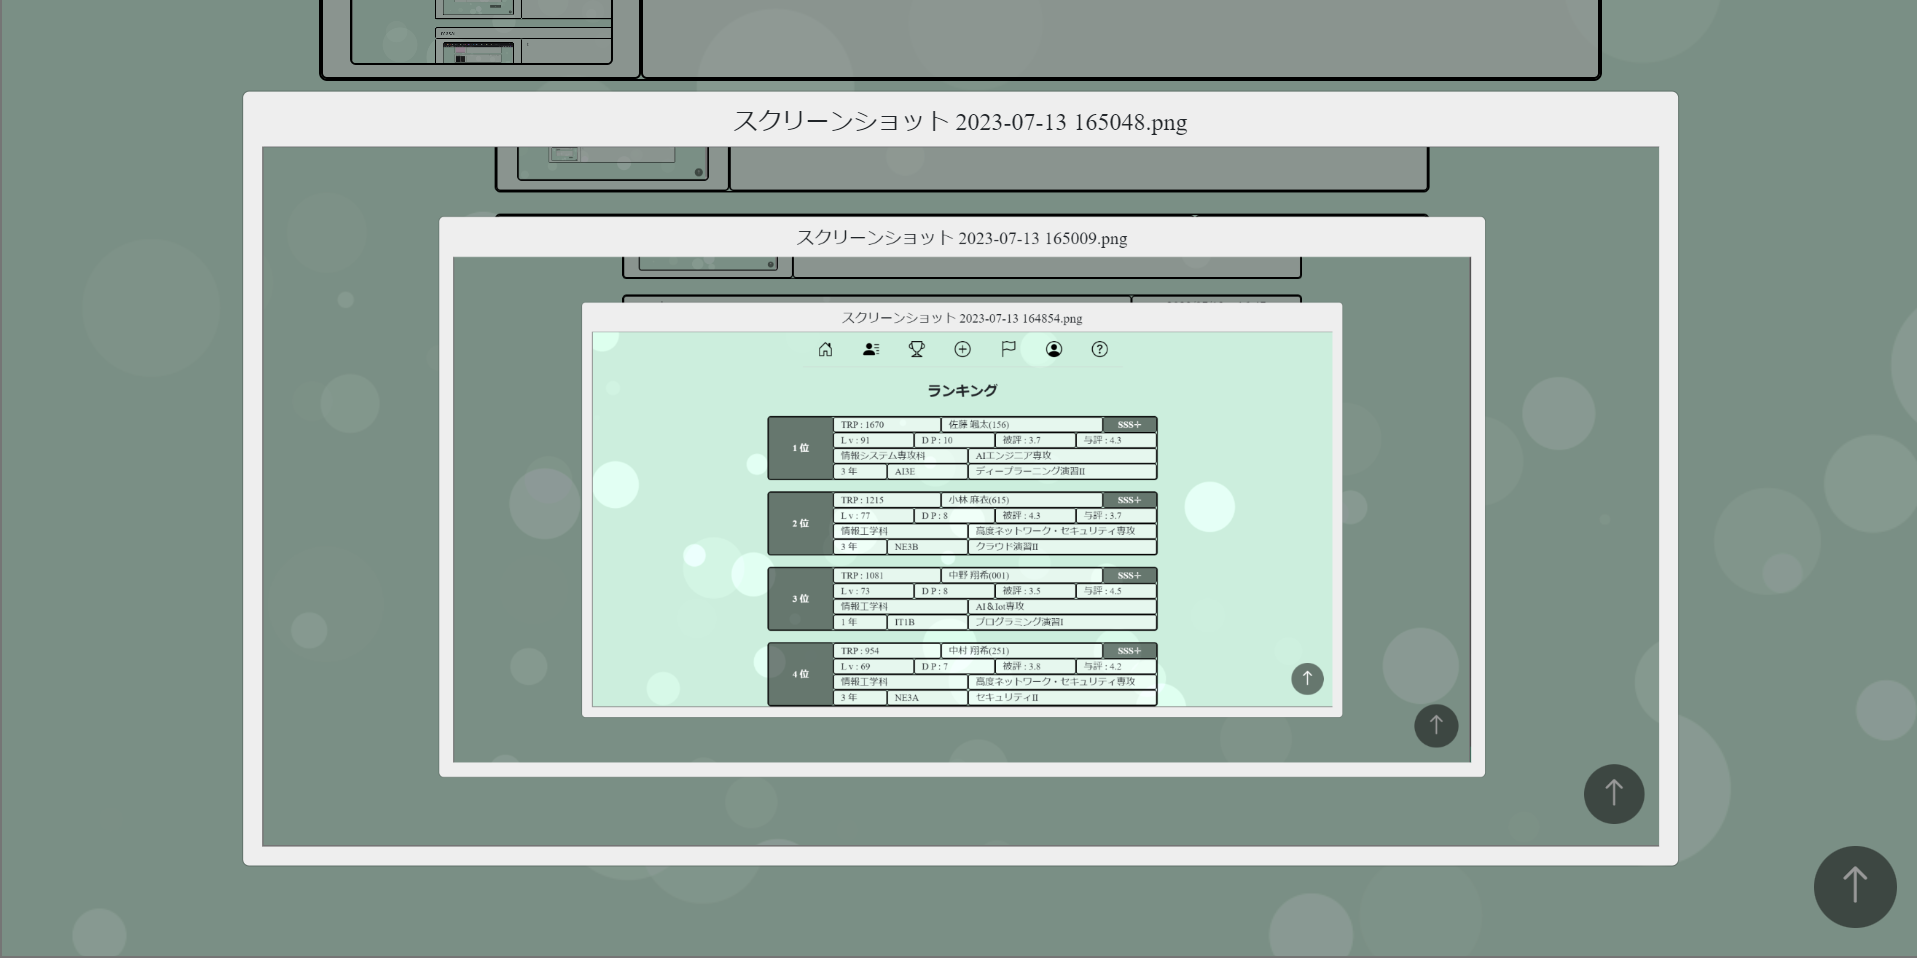 スクリーンショット 2023-07-13 165048.png
スクリーンショット 2023-07-13 165009.png
スクリーンショット 2023-07-13 164854.png
ランキング
1 位
TRP : 1670 佐藤 颯太(156) SSS+
Lv : 91 DP : 10 被評 : 3.7 与評 : 4.3
情報システム専攻科 AIエンジニア専攻
3 年 AI3E ディープラーニング演習II
2 位
TRP : 1215 小林 麻衣(615) SSS+
Lv : 77 DP : 8 被評 : 4.3 与評 : 3.7
情報工学科 高度ネットワーク・セキュリティ専攻
3 年 NE3B クラウド演習II
3 位
TRP : 1081 中野 翔希(001) SSS+
Lv : 73 DP : 8 被評 : 3.5 与評 : 4.5
情報工学科 AI＆Iot専攻
1 年 IT1B プログラミング演習I
4 位
TRP : 954 中村 翔希(251) SSS+
Lv : 69 DP : 7 被評 : 3.8 与評 : 4.2
情報工学科 高度ネットワーク・セキュリティ専攻
3 年 NE3A セキュリティII